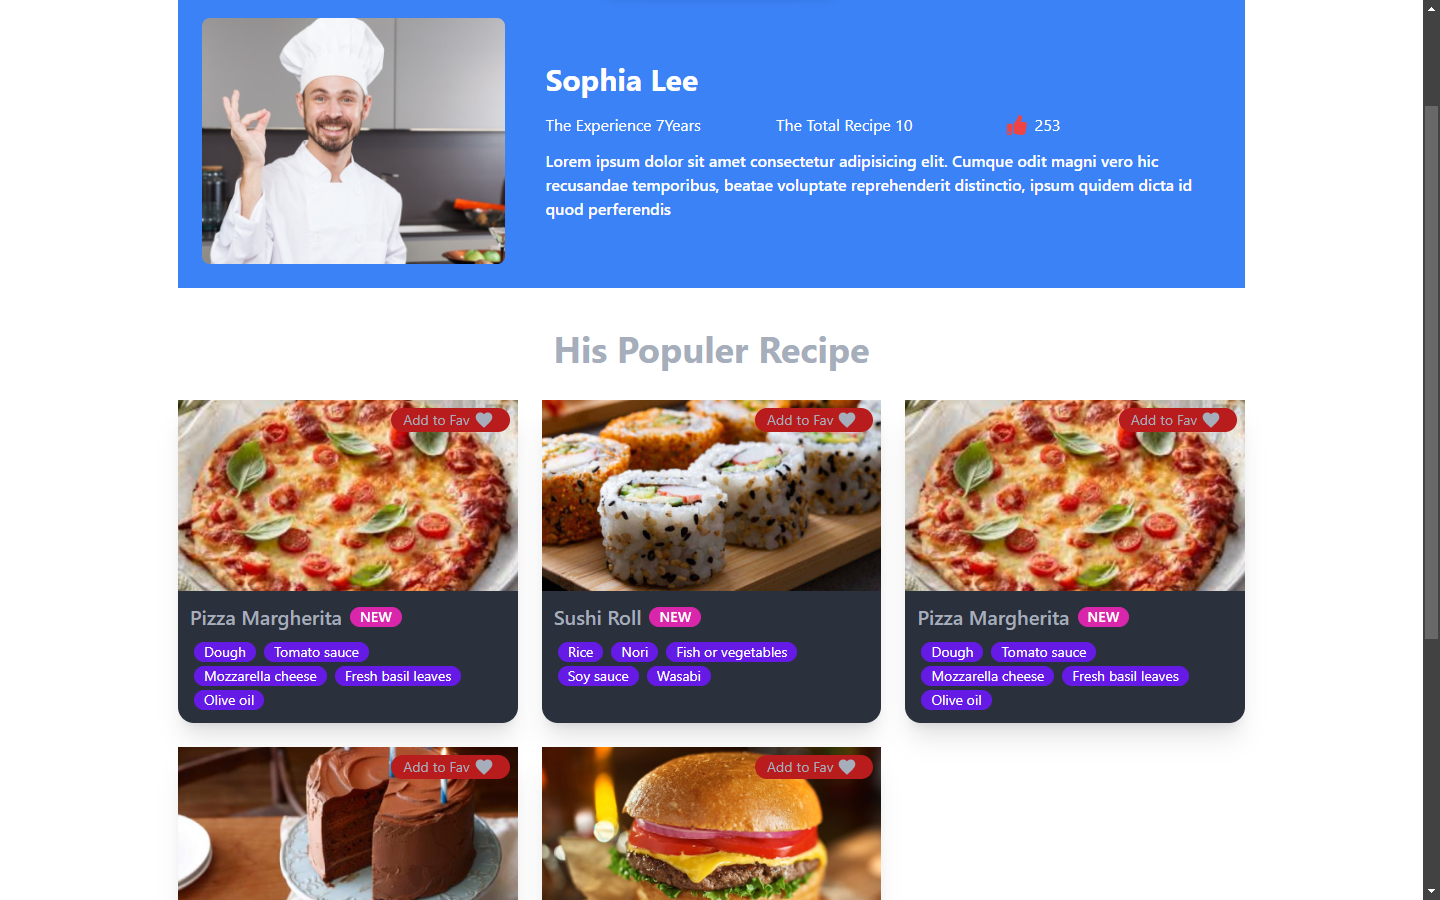 Sophia Lee
The Experience 7Years
The Total Recipe 10
253
Lorem ipsum dolor sit amet consectetur adipisicing elit. Cumque odit magni vero hic
recusandae temporibus, beatae voluptate reprehenderit distinctio, ipsum quidem dicta id
quod perferendis
His Populer Recipe
Add to Fav
Pizza Margherita NEW
Dough Tomato sauce
Mozzarella cheese Fresh basil leaves
Olive oil
Add to Fav
Sushi Roll NEW
Rice Nori Fish or vegetables
Soy sauce Wasabi
Add to Fav
Pizza Margherita NEW
Dough Tomato sauce
Mozzarella cheese Fresh basil leaves
Olive oil
Add to Fav
Add to Fav